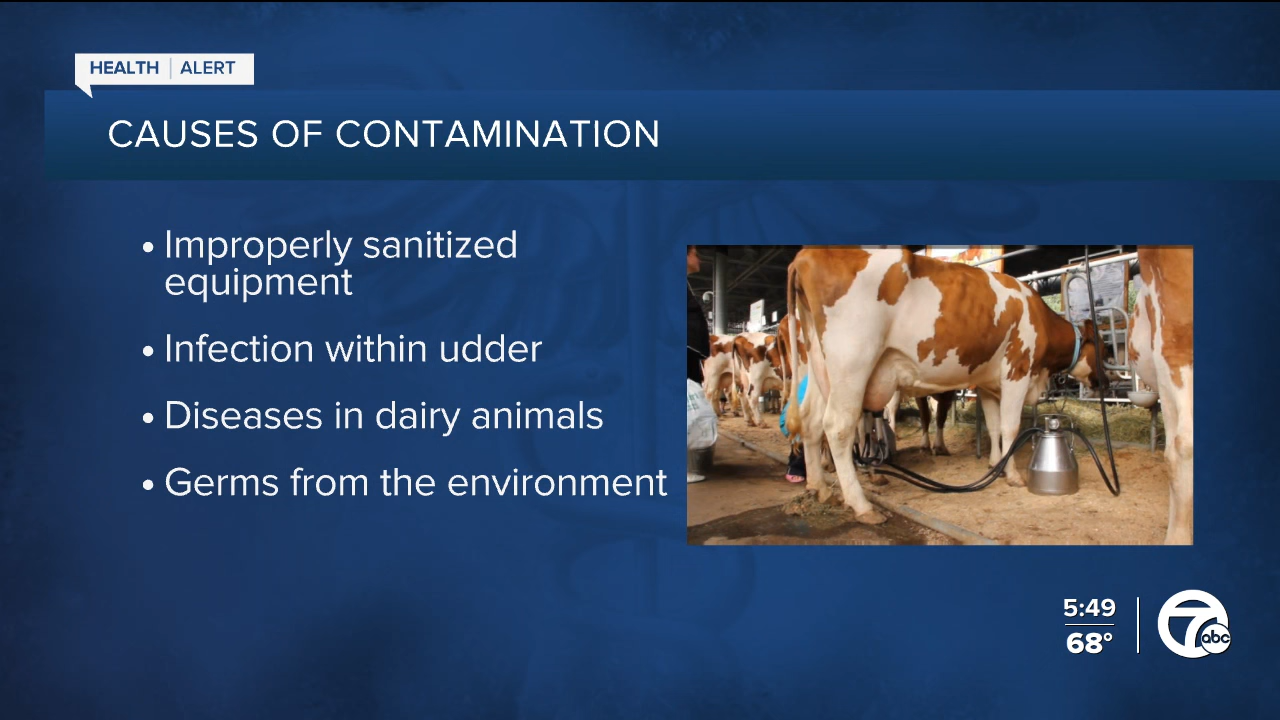 HEALTH | ALERT
CAUSES OF CONTAMINATION
• Improperly sanitized
equipment
• Infection within udder
• Diseases in dairy animals
• Germs from the environment
5:49
68°
7 abc